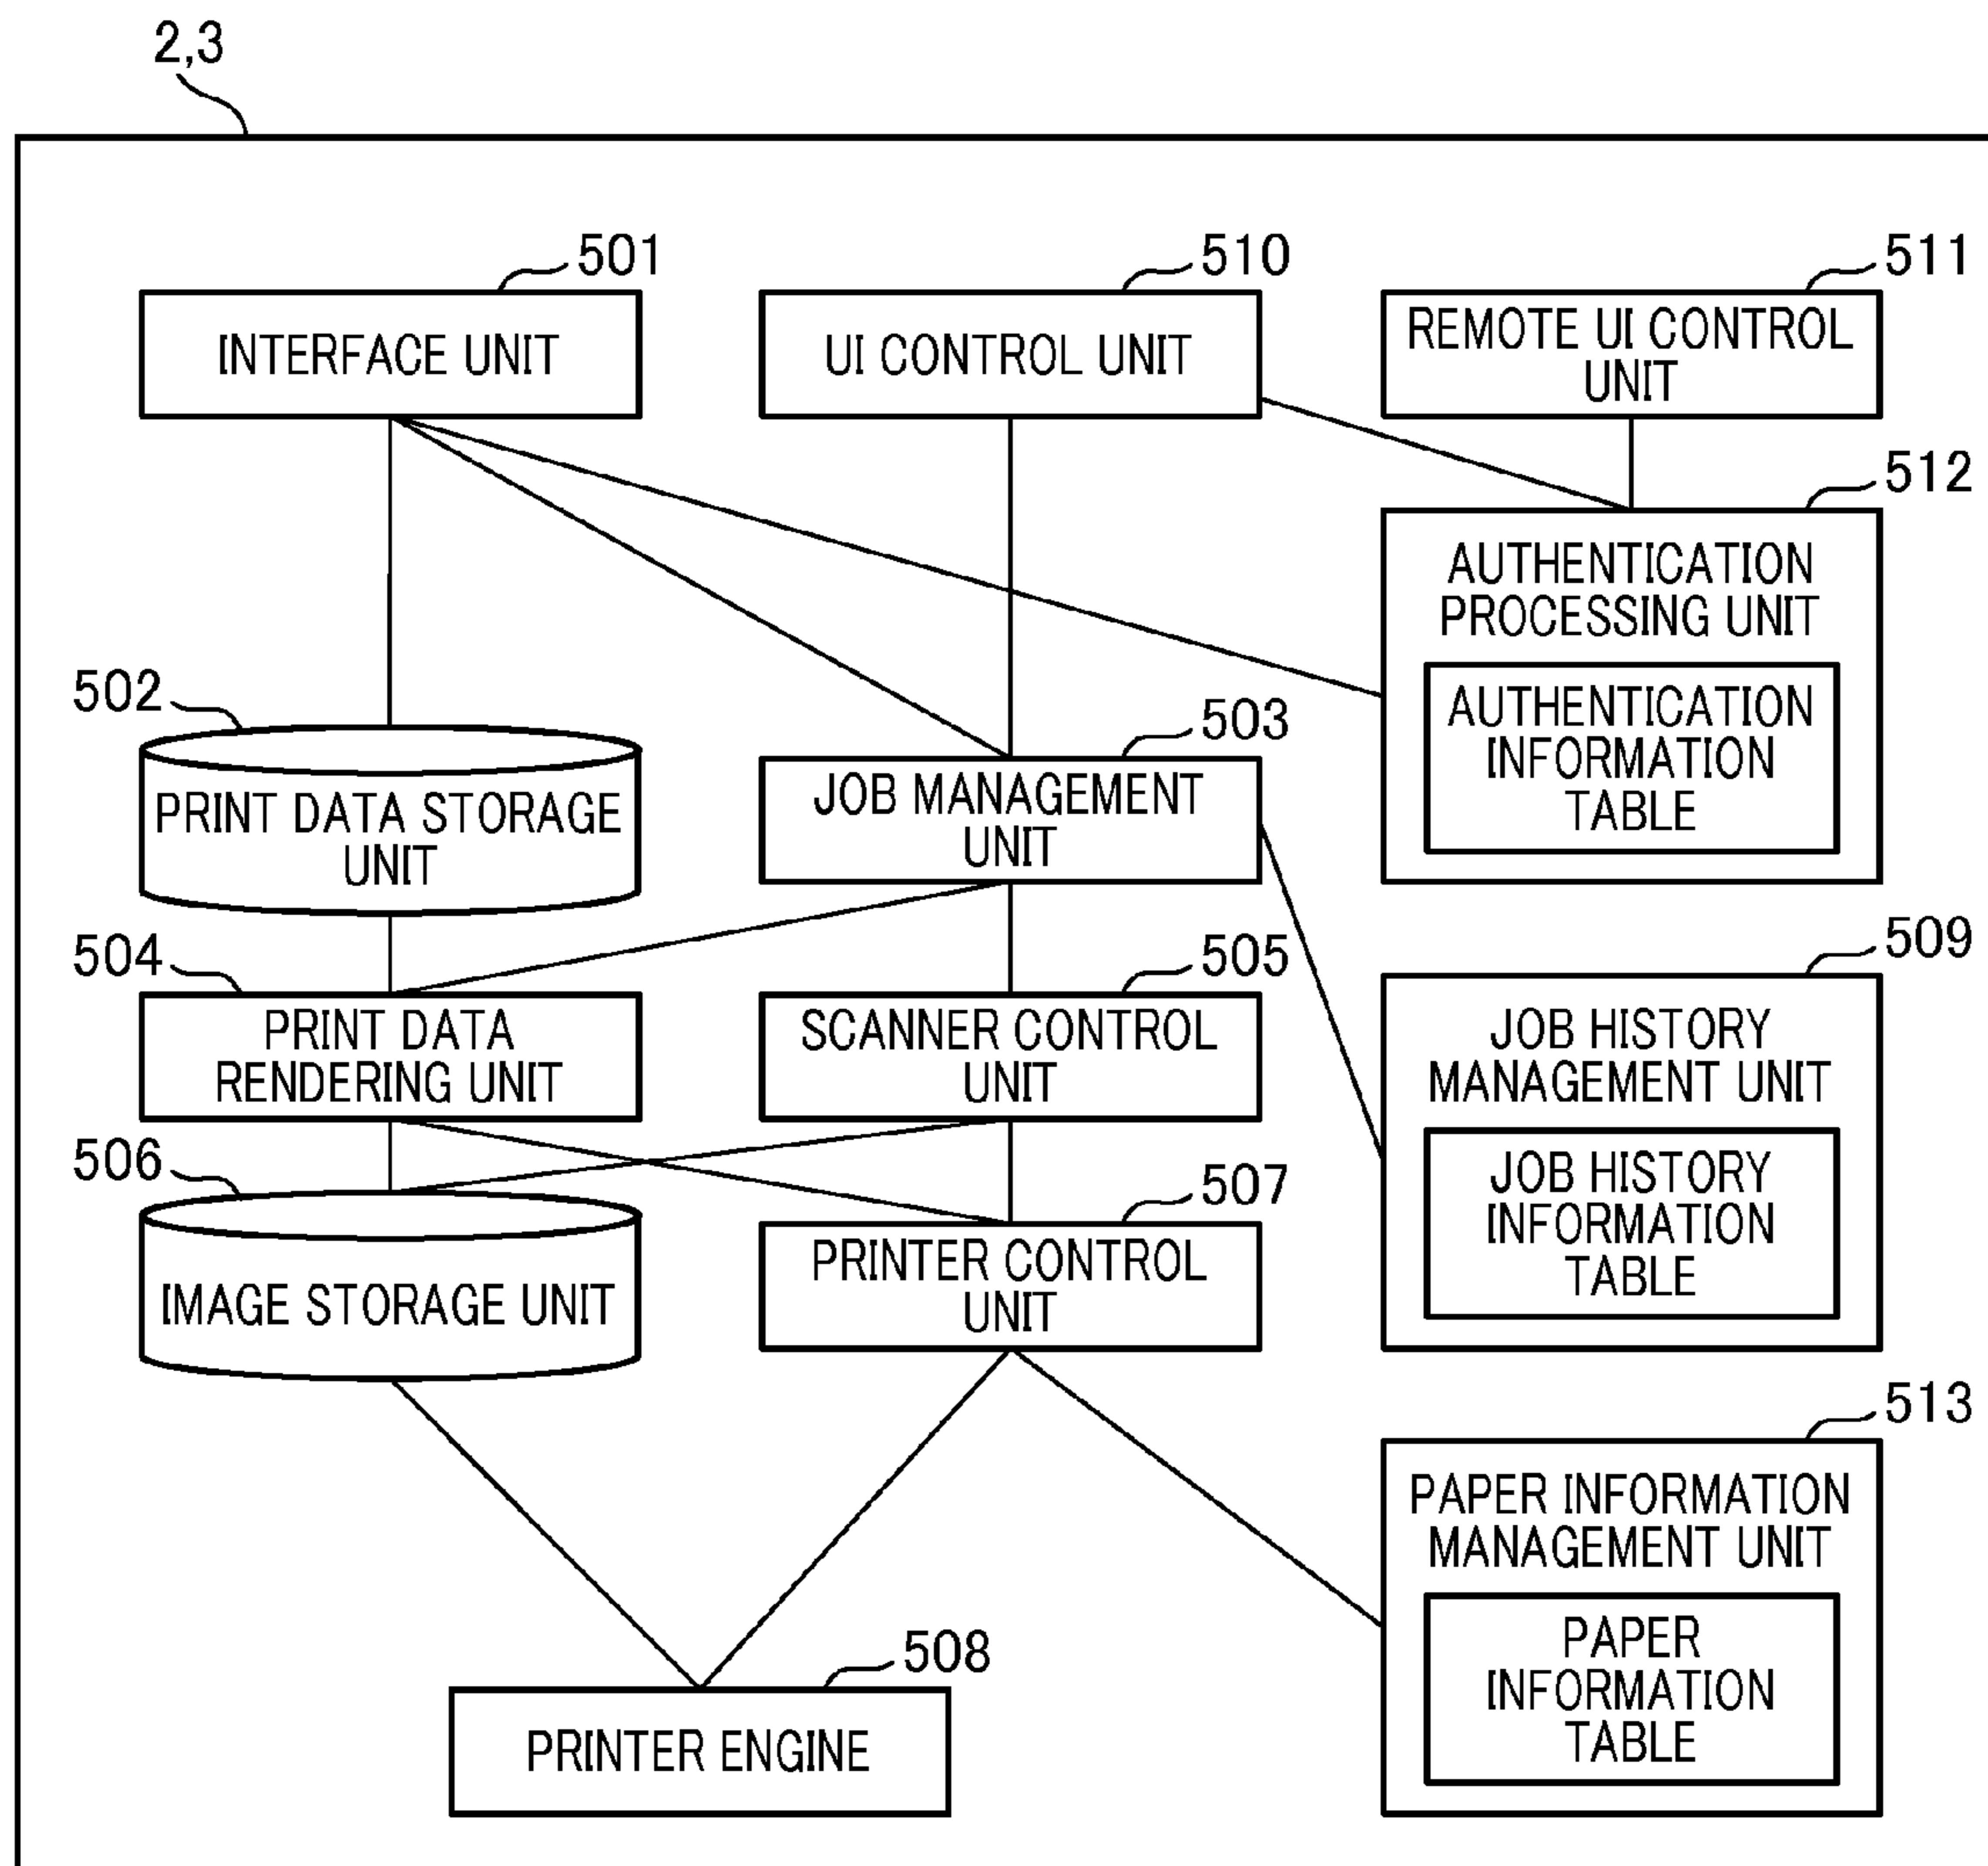 2,3
501
INTERFACE UNIT
510
UI CONTROL UNIT
511
REMOTE UI CONTROL
UNIT
512
AUTHENTICATION
PROCESSING UNIT
AUTHENTICATION
INFORMATION
TABLE
502
PRINT DATA STORAGE
UNIT
503
JOB MANAGEMENT
UNIT
504
PRINT DATA
RENDERING UNIT
505
SCANNER CONTROL
UNIT
509
JOB HISTORY
MANAGEMENT UNIT
JOB HISTORY
INFORMATION
TABLE
506
IMAGE STORAGE UNIT
507
PRINTER CONTROL
UNIT
513
PAPER INFORMATION
MANAGEMENT UNIT
PAPER
INFORMATION
TABLE
508
PRINTER ENGINE